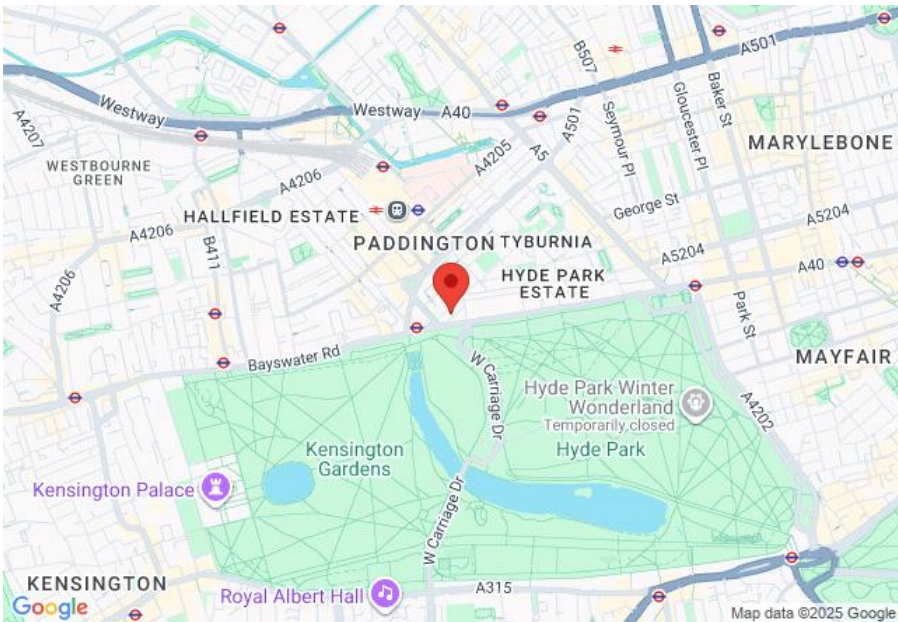 A501
B507
A4207
Westway
Westway
A40
A501
Seymour Pl
Gloucester Pl
Baker St
MARYLEBONE
WESTBOURNE
GREEN
A4205
A5
A4206
HALLFIELD ESTATE
George St
A4206
B411
PADDINGTON
TYBURNIA
A5204
A5204
A4206
HYDE PARK
ESTATE
A40
Park St
Bayswater Rd
MAYFAIR
W Carriage Dr
Hyde Park Winter
Wonderland
Temporarily closed
A4202
Kensington
Gardens
Hyde Park
Kensington Palace
W Carriage Dr
KENSINGTON
Royal Albert Hall
A315
Google
Map data ©2025 Google